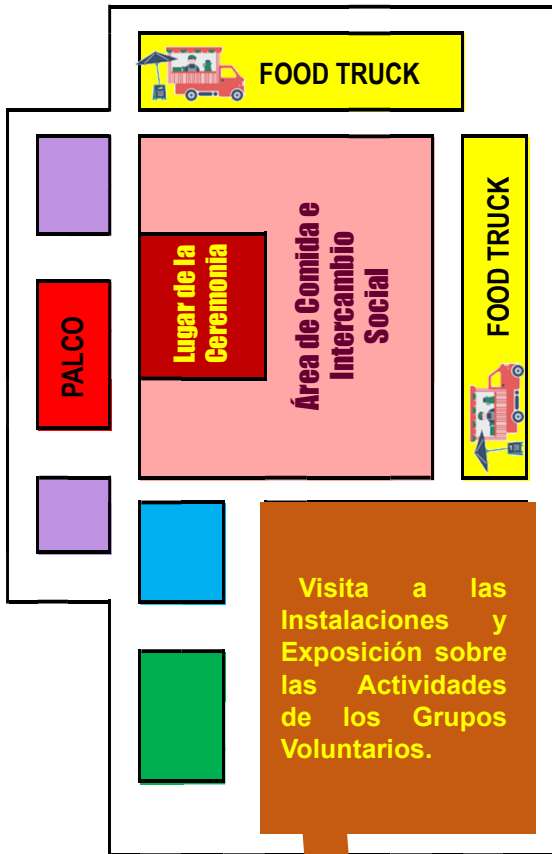 FOOD TRUCK
PALCO
Lugar de la
Ceremonia
Área de Comida e
Intercambio
Social
FOOD TRUCK
Visita a las
Instalaciones y
Exposición sobre
las Actividades
de los Grupos
Voluntarios.